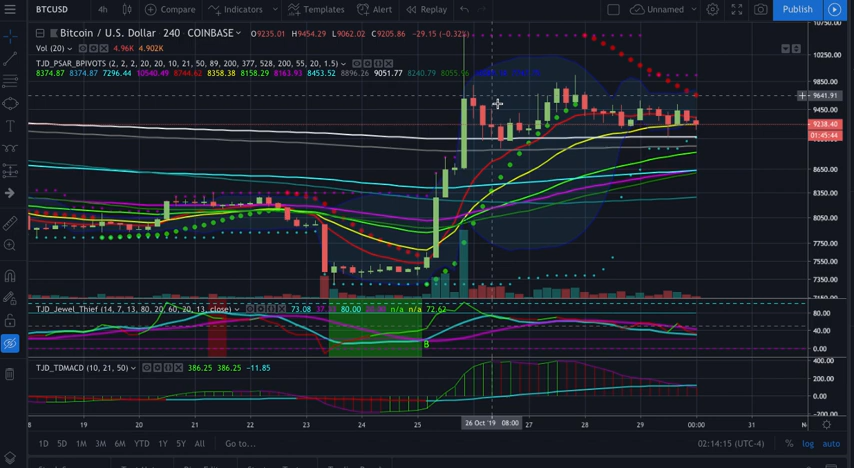 BTCUSD 4h Compare Indicators Templates Alert Replay Unnamed Publish
Bitcoin / U.S. Dollar 240 COINBASE O9235.01 H9454.29 L9062.02 C9205.86 −29.15 (−0.32%)
Vol (20) 4.96K 4.902K
TJD_PSAR_BPIVOTS (2, 2, 2, 20, 20, 10, 21, 50, 89, 200, 377, 528, 200, 55, 20, 1.5)
8374.87 8374.87 7296.44 10540.49 8744.62 8358.38 8158.29 8163.93 8453.52 8896.26 9051.77 8240.79
10750.00
10250.00
9850.00
9641.91
9450.00
9238.40
01:45:44
8650.00
8350.00
8050.00
7750.00
7550.00
7350.00
TJD_Jewel_Thief (14, 7, 13, 80, 20, 60, 20, 13, close) 73.08 80.00 n/a n/a 72.62
80.00
40.00
0.00
B
TJD_TDMACD (10, 21, 50) 386.25 386.25 −11.85
400.00
200.00
0.00
−200.00
8 19 20 21 22 23 24 25 26 Oct '19 08:00 27 28 29 00:00 31
1D 5D 1M 3M 6M YTD 1Y 5Y All Go to... 02:14:15 (UTC-4) % log auto